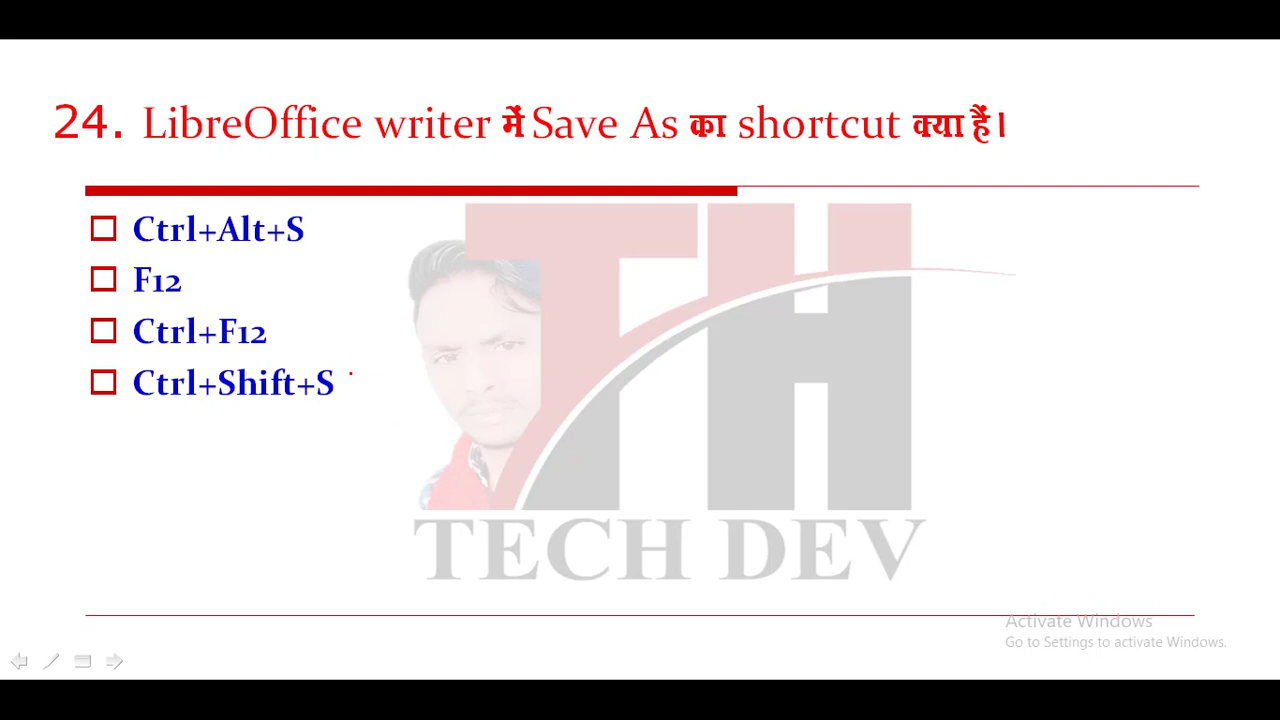 24. LibreOffice writer में Save As का shortcut क्या हैं।
Ctrl+Alt+S
F12
Ctrl+F12
Ctrl+Shift+S
TH
TECH DEV
Activate Windows
Go to Settings to activate Windows.